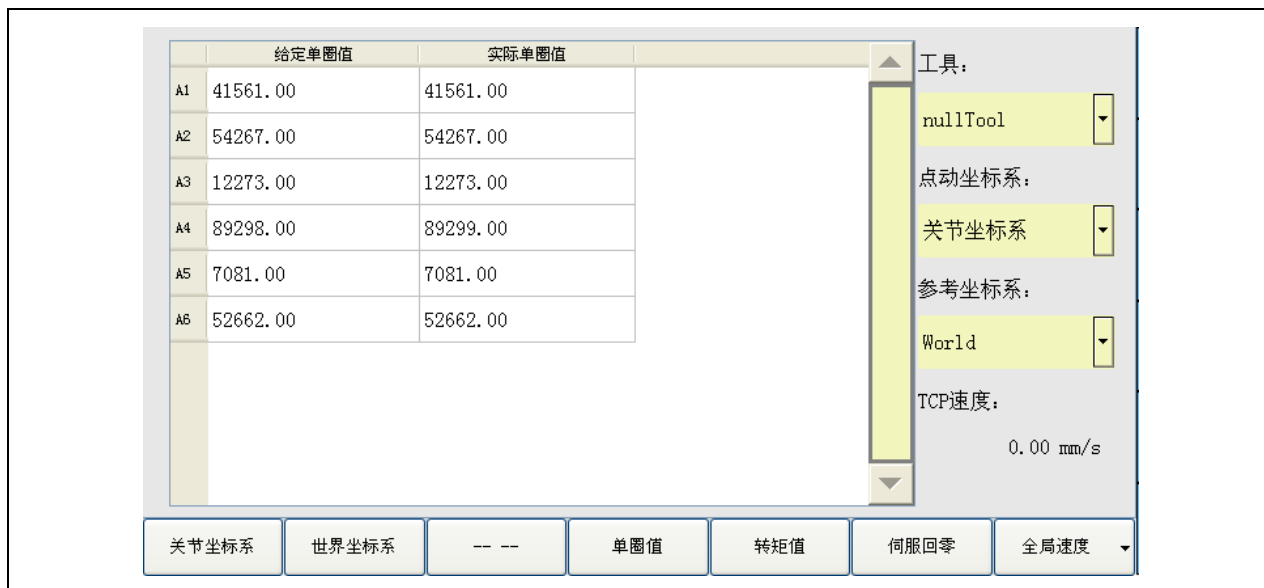 给定单圈值 实际单圈值
A1 41561.00 41561.00
A2 54267.00 54267.00
A3 12273.00 12273.00
A4 89298.00 89299.00
A5 7081.00 7081.00
A6 52662.00 52662.00
工具:
nullTool
点动坐标系:
关节坐标系
参考坐标系:
World
TCP速度:
0.00 mm/s
关节坐标系 世界坐标系 -- -- 单圈值 转矩值 伺服回零 全局速度